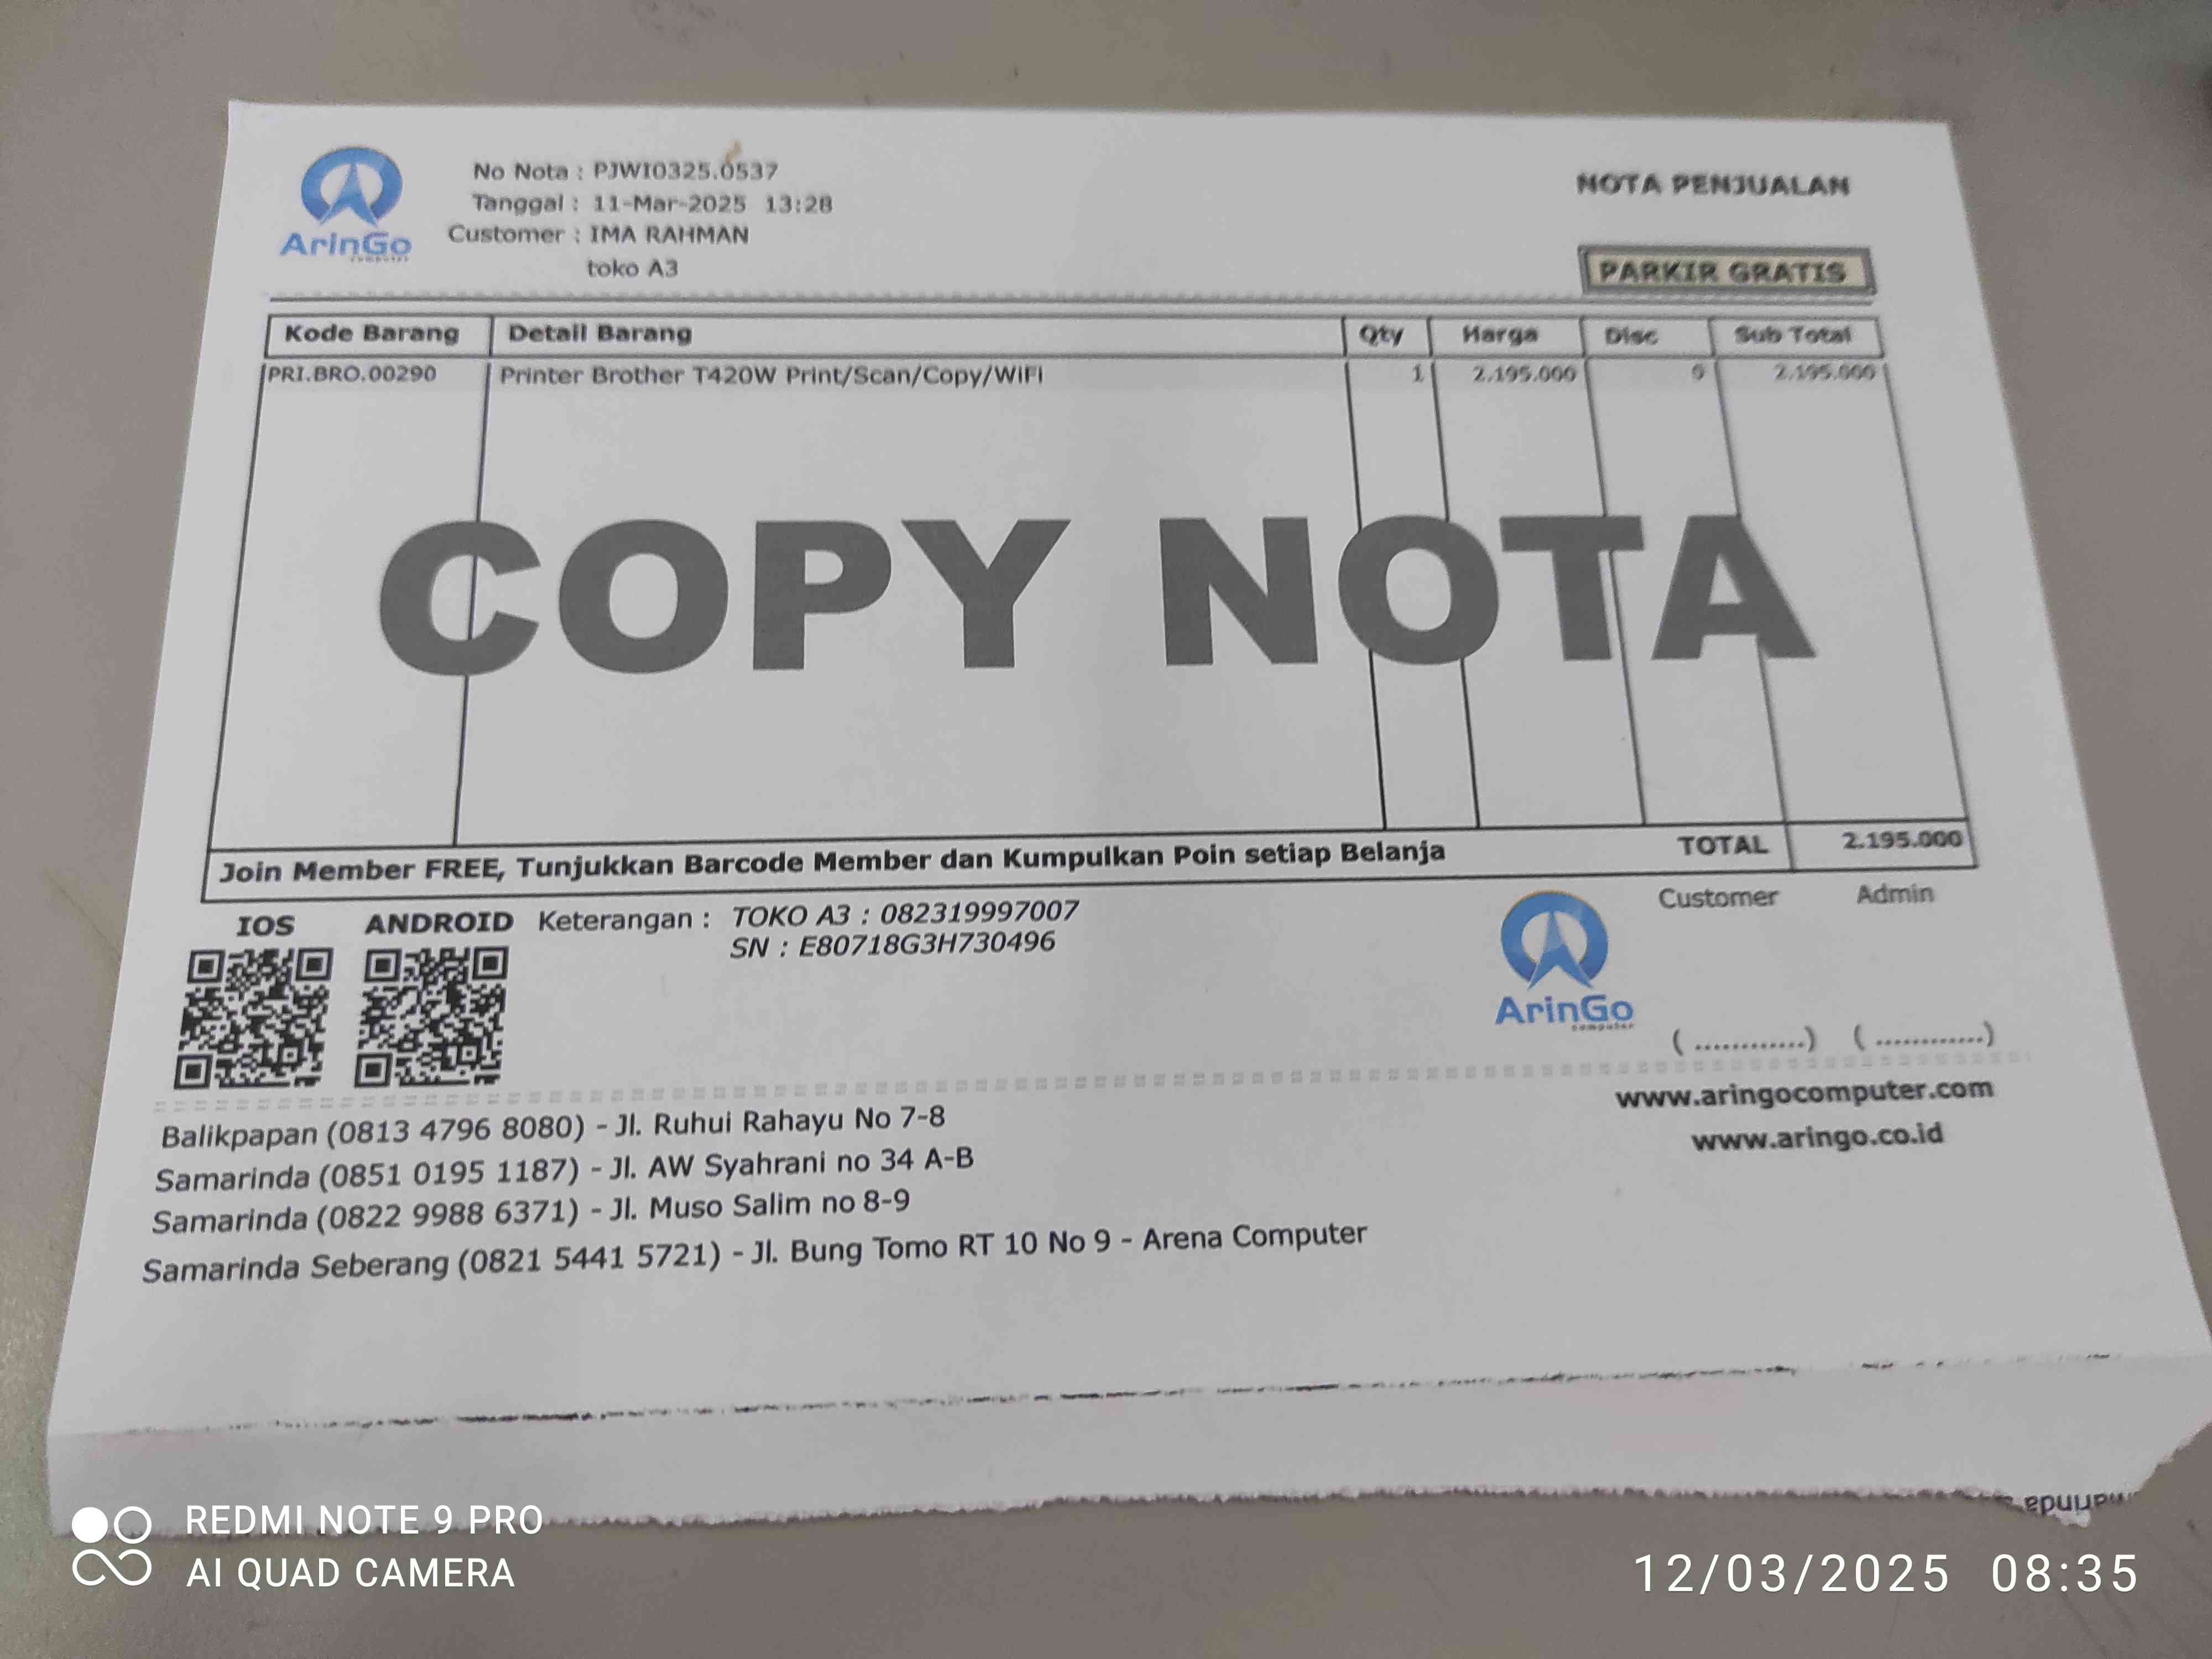 ArinGo
computer
No Nota : PJWI0325.0537
Tanggal : 11-Mar-2025 13:28
Customer : IMA RAHMAN
toko A3
NOTA PENJUALAN
PARKIR GRATIS
Kode Barang Detail Barang Qty Harga Disc Sub Total
PRI.BRO.00290 Printer Brother T420W Print/Scan/Copy/WiFi 1 2.195.000 0 2.195.000
COPY NOTA
Join Member FREE, Tunjukkan Barcode Member dan Kumpulkan Poin setiap Belanja TOTAL 2.195.000
IOS ANDROID Keterangan : TOKO A3 : 082319997007
SN : E80718G3H730496
ArinGo
computer
Customer Admin
( ............) ( ............)
Balikpapan (0813 4796 8080) - Jl. Ruhui Rahayu No 7-8
Samarinda (0851 0195 1187) - Jl. AW Syahrani no 34 A-B
Samarinda (0822 9988 6371) - Jl. Muso Salim no 8-9
Samarinda Seberang (0821 5441 5721) - Jl. Bung Tomo RT 10 No 9 - Arena Computer
www.aringocomputer.com
www.aringo.co.id
REDMI NOTE 9 PRO
AI QUAD CAMERA
12/03/2025 08:35